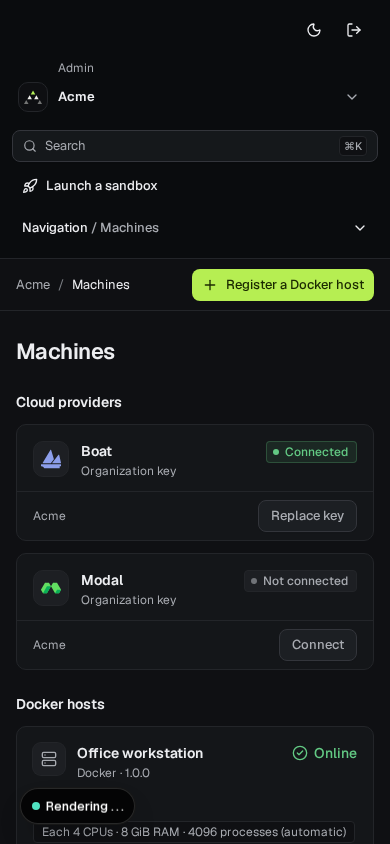 Admin
Acme
Search
⌘K
Launch a sandbox
Navigation / Machines
Acme / Machines
+ Register a Docker host
Machines
Cloud providers
Boat
Connected
Organization key
Acme
Replace key
Modal
Not connected
Organization key
Acme
Connect
Docker hosts
Office workstation
Online
Docker · 1.0.0
Rendering ...
Each 4 CPUs · 8 GiB RAM · 4096 processes (automatic)